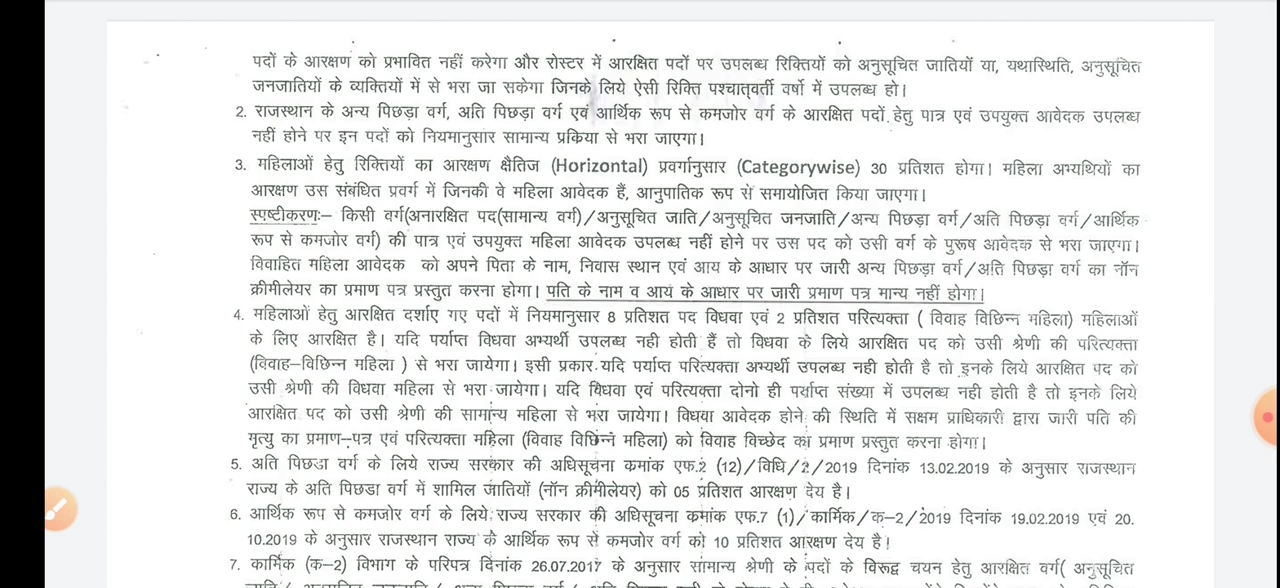 पदों के आरक्षण को प्रभावित नहीं करेगा और रोस्टर में आरक्षित पदों पर उपलब्ध रिक्तियों को अनुसूचित जातियों या, यथास्थिति, अनुसूचित
जनजातियों के व्यक्तियों में से भरा जा सकेगा जिनके लिये ऐसी रिक्ति पश्चात्वर्ती वर्षो में उपलब्ध हो।
2. राजस्थान के अन्य पिछड़ा वर्ग, अति पिछड़ा वर्ग एवं आर्थिक रूप से कमजोर वर्ग के आरक्षित पदों हेतु पात्र एवं उपयुक्त आवेदक उपलब्ध
नहीं होने पर इन पदों को नियमानुसार सामान्य प्रकिया से भरा जाएगा।
3. महिलाओं हेतु रिक्तियों का आरक्षण क्षैतिज (Horizontal) प्रवर्गानुसार (Categorywise) 30 प्रतिशत होगा। महिला अभ्यथियों का
आरक्षण उस संबंधित प्रवर्ग में जिनकी वे महिला आवेदक हैं, आनुपातिक रूप से समायोजित किया जाएगा।
स्पष्टीकरणः– किसी वर्ग(अनारक्षित पद(सामान्य वर्ग)/अनुसूचित जाति/अनुसूचित जनजाति/अन्य पिछड़ा वर्ग/अति पिछड़ा वर्ग/आर्थिक
रूप से कमजोर वर्ग) की पात्र एवं उपयुक्त महिला आवेदक उपलब्ध नहीं होने पर उस पद को उसी वर्ग के पुरूष आवेदक से भरा जाएगा।
विवाहित महिला आवेदक को अपने पिता के नाम, निवास स्थान एवं आय के आधार पर जारी अन्य पिछड़ा वर्ग/अति पिछड़ा वर्ग का नॉन
क्रीमीलेयर का प्रमाण पत्र प्रस्तुत करना होगा। पति के नाम व आय के आधार पर जारी प्रमाण पत्र मान्य नहीं होगा।
4. महिलाओं हेतु आरक्षित दर्शाए गए पदों में नियमानुसार 8 प्रतिशत पद विधवा एवं 2 प्रतिशत परित्यक्ता ( विवाह विछिन्न महिला) महिलाओं
के लिए आरक्षित है। यदि पर्याप्त विधवा अभ्यर्थी उपलब्ध नही होती हैं तो विधवा के लिये आरक्षित पद को उसी श्रेणी की परित्यक्ता
(विवाह–विछिन्न महिला ) से भरा जायेगा। इसी प्रकार यदि पर्याप्त परित्यक्ता अभ्यर्थी उपलब्ध नही होती है तो इनके लिये आरक्षित पद को
उसी श्रेणी की विधवा महिला से भरा जायेगा। यदि विधवा एवं परित्यक्ता दोनो ही पर्याप्त संख्या में उपलब्ध नही होती है तो इनके लिये
आरक्षित पद को उसी श्रेणी की सामान्य महिला से भरा जायेगा। विधवा आवेदक होने की स्थिति में सक्षम प्राधिकारी द्वारा जारी पति की
मृत्यु का प्रमाण–पत्र एवं परित्यक्ता महिला (विवाह विछिन्न महिला) को विवाह विच्छेद का प्रमाण प्रस्तुत करना होगा।
5. अति पिछडा वर्ग के लिये राज्य सरकार की अधिसूचना कमांक एफ.2 (12)/विधि/2/2019 दिनांक 13.02.2019 के अनुसार राजस्थान
राज्य के अति पिछडा वर्ग में शामिल जातियों (नॉन क्रीमीलेयर) को 05 प्रतिशत आरक्षण देय है।
6. आर्थिक रूप से कमजोर वर्ग के लिये राज्य सरकार की अधिसूचना कमांक एफ.7 (1)/कार्मिक/क–2/2019 दिनांक 19.02.2019 एवं 20.
10.2019 के अनुसार राजस्थान राज्य के आर्थिक रूप से कमजोर वर्ग को 10 प्रतिशत आरक्षण देय है।
7. कार्मिक (क–2) विभाग के परिपत्र दिनांक 26.07.2017 के अनुसार सामान्य श्रेणी के पदों के विरूद्व चयन हेतु आरक्षित वर्ग( अनुसूचित